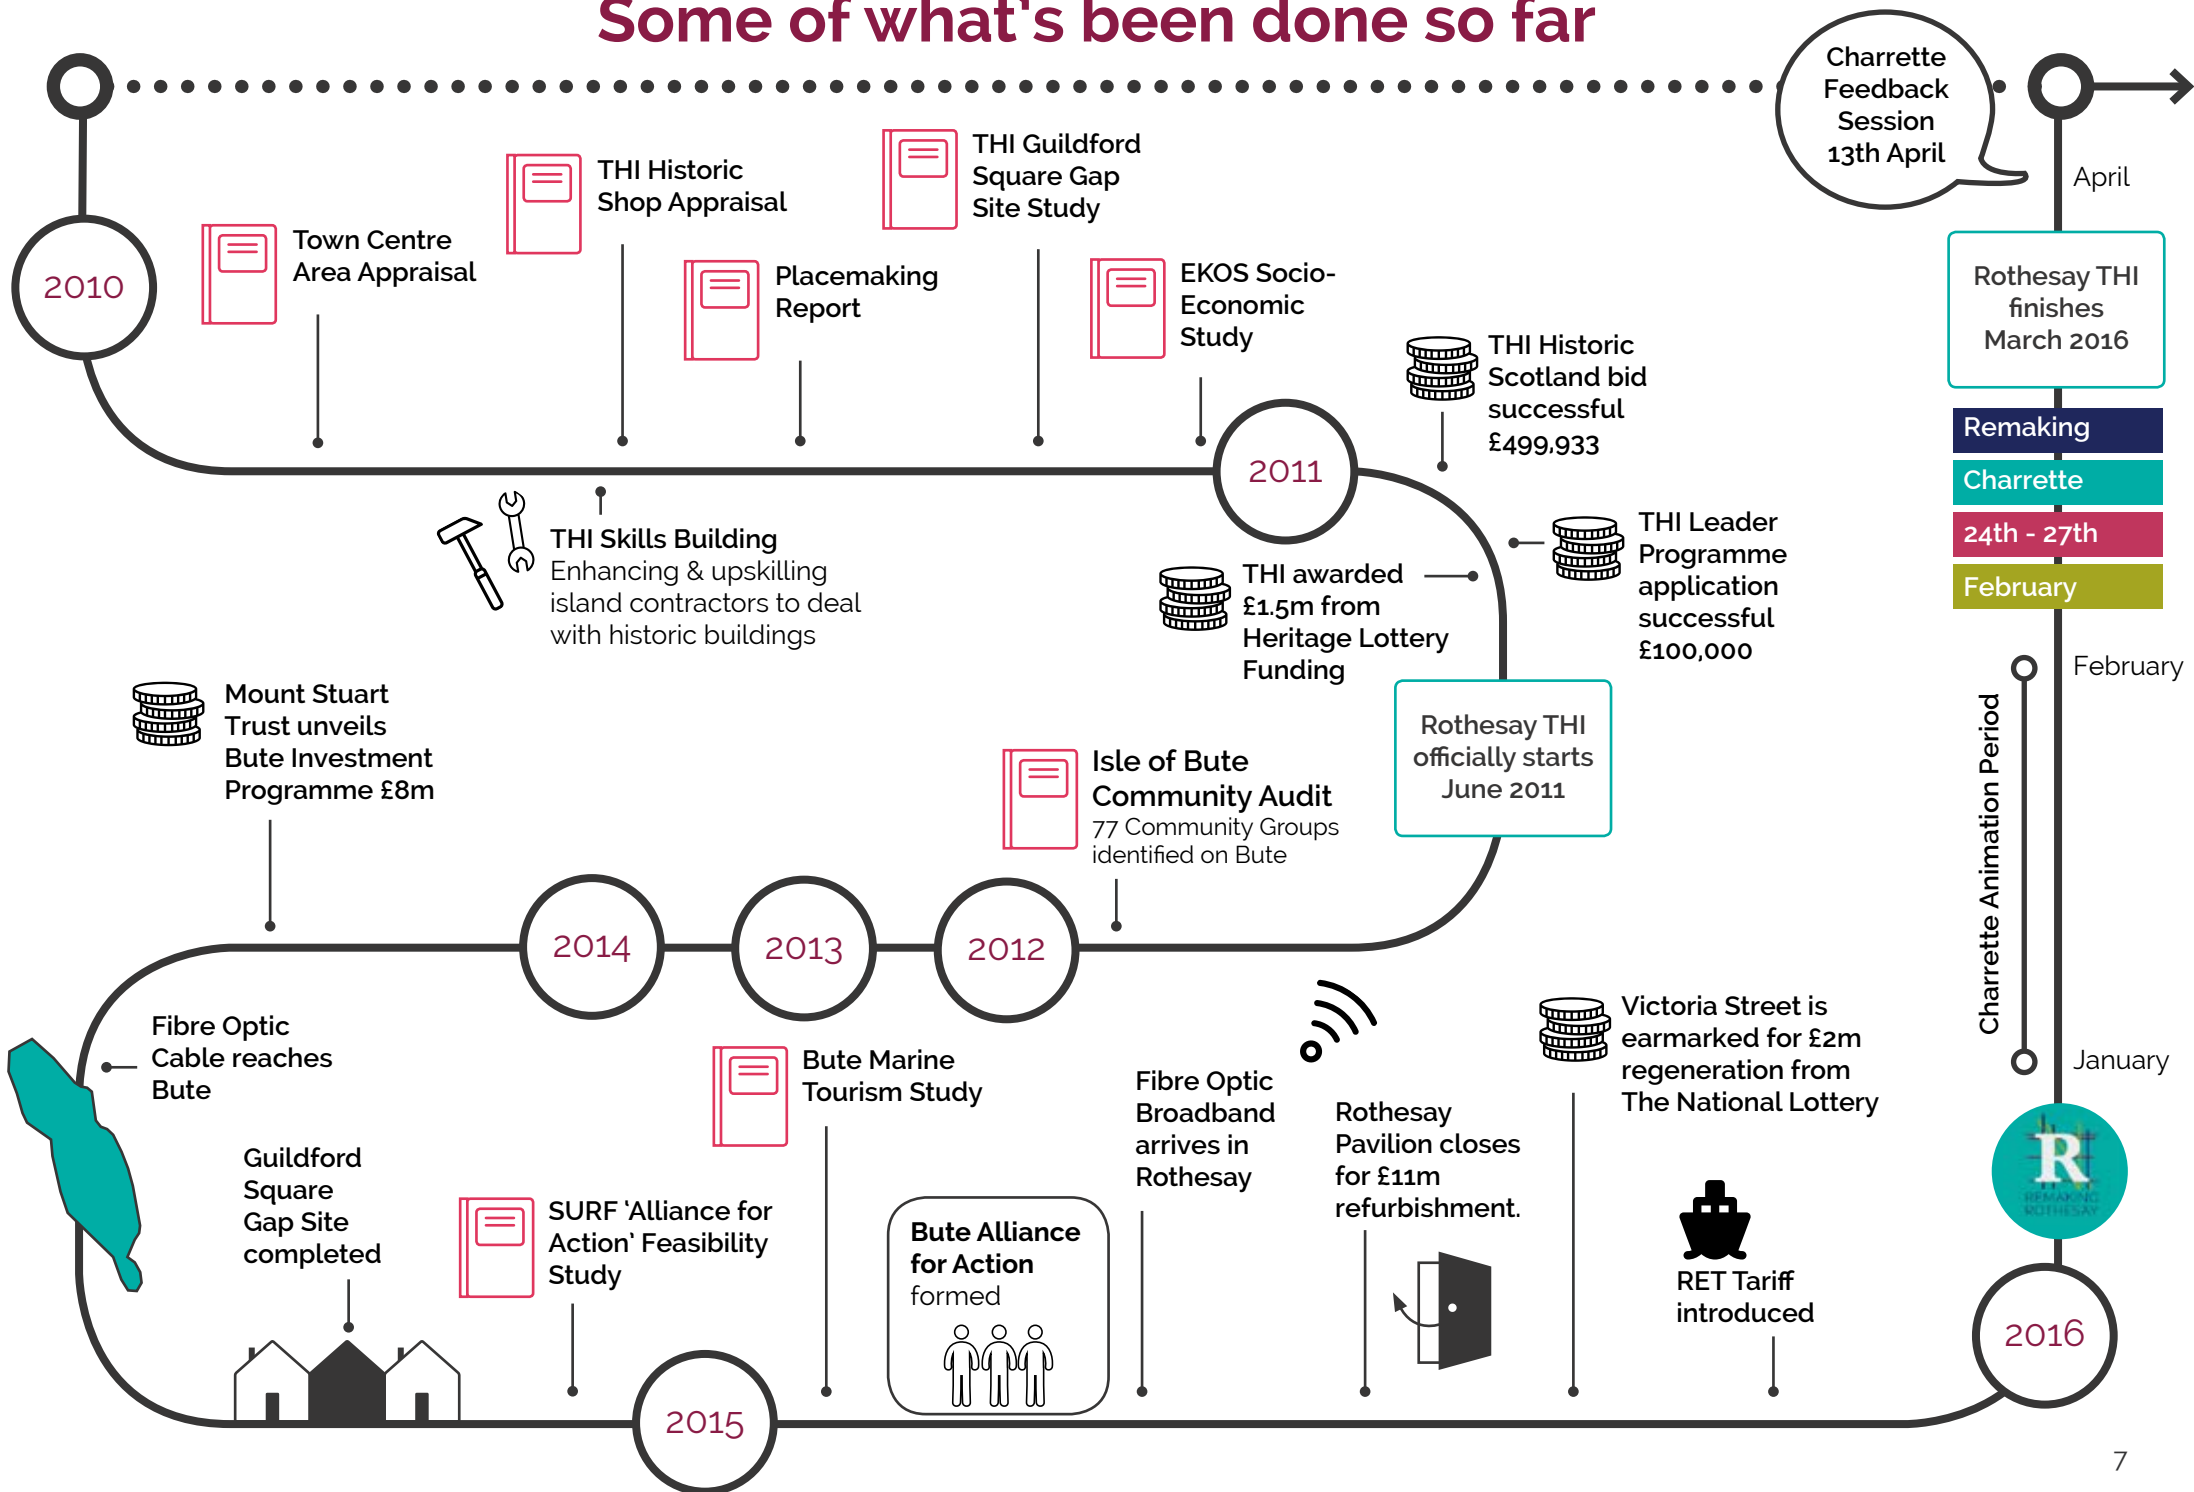 Some of what's been done so far
2010
Town Centre
Area Appraisal
THI Historic
Shop Appraisal
Placemaking
Report
THI Guildford
Square Gap
Site Study
EKOS Socio-
Economic
Study
THI Skills Building
Enhancing & upskilling
island contractors to deal
with historic buildings
2011
THI Historic
Scotland bid
successful
£499,933
THI Leader
Programme
application
successful
£100,000
THI awarded
£1.5m from
Heritage Lottery
Funding
Rothesay THI
officially starts
June 2011
Isle of Bute
Community Audit
77 Community Groups
identified on Bute
2012
2013
2014
Mount Stuart
Trust unveils
Bute Investment
Programme £8m
Fibre Optic
Cable reaches
Bute
Guildford
Square
Gap Site
completed
SURF ‘Alliance for
Action’ Feasibility
Study
2015
Bute Marine
Tourism Study
Bute Alliance
for Action
formed
Fibre Optic
Broadband
arrives in
Rothesay
Rothesay
Pavilion closes
for £11m
refurbishment.
Victoria Street is
earmarked for £2m
regeneration from
The National Lottery
RET Tariff
introduced
2016
R
REMAKING
ROTHESAY
January
Charrette Animation Period
February
Remaking
Charrette
24th - 27th
February
Rothesay THI
finishes
March 2016
April
Charrette
Feedback
Session
13th April
7